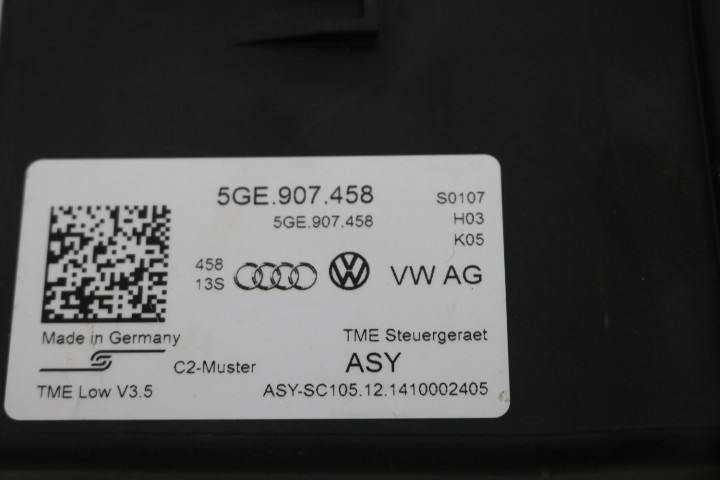 5GE.907.458
5GE.907.458
S0107
H03
K05
458
13S
VW AG
Made in Germany
TME Steuergeraet
C2-Muster
ASY
TME Low V3.5
ASY-SC105.12.1410002405